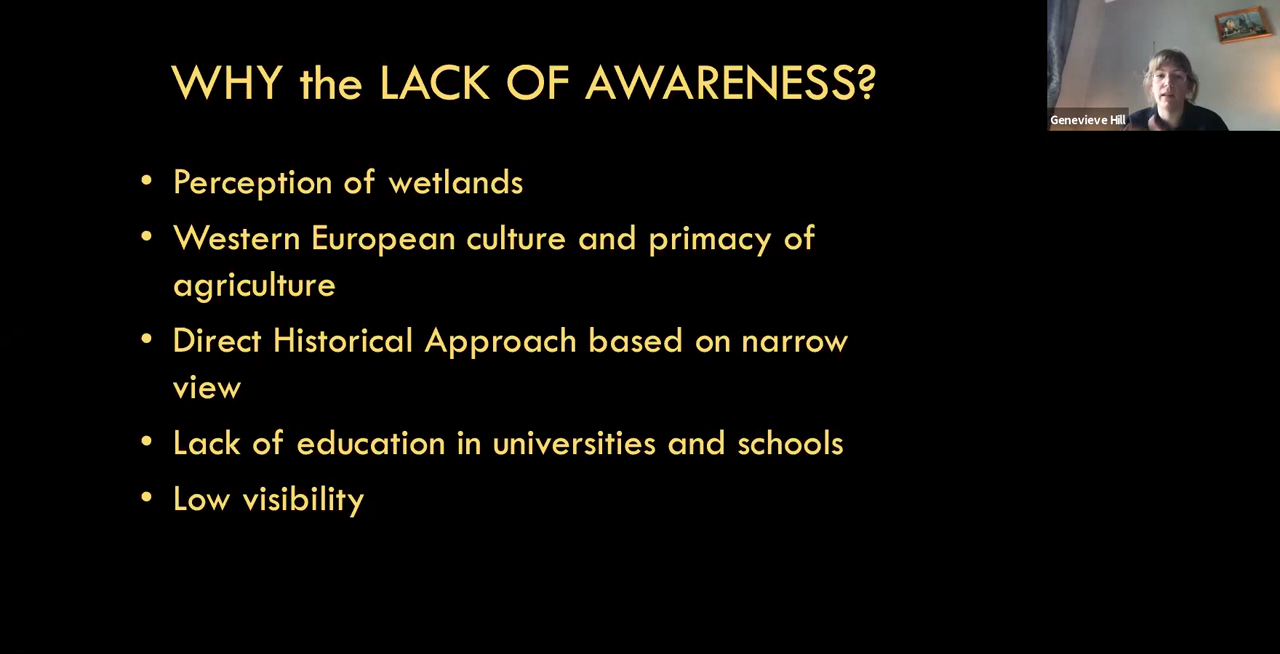 WHY the LACK OF AWARENESS?
Genevieve Hill
• Perception of wetlands
• Western European culture and primacy of
agriculture
• Direct Historical Approach based on narrow
view
• Lack of education in universities and schools
• Low visibility